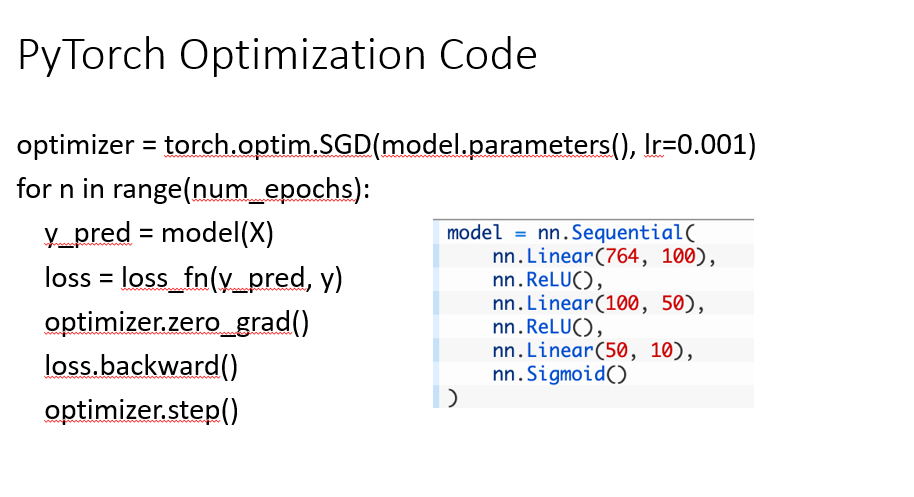 PyTorch Optimization Code
optimizer = torch.optim.SGD(model.parameters(), lr=0.001)
for n in range(num_epochs):
    y_pred = model(X)
    loss = loss_fn(y_pred, y)
    optimizer.zero_grad()
    loss.backward()
    optimizer.step()
model = nn.Sequential(
    nn.Linear(764, 100),
    nn.ReLU(),
    nn.Linear(100, 50),
    nn.ReLU(),
    nn.Linear(50, 10),
    nn.Sigmoid()
)